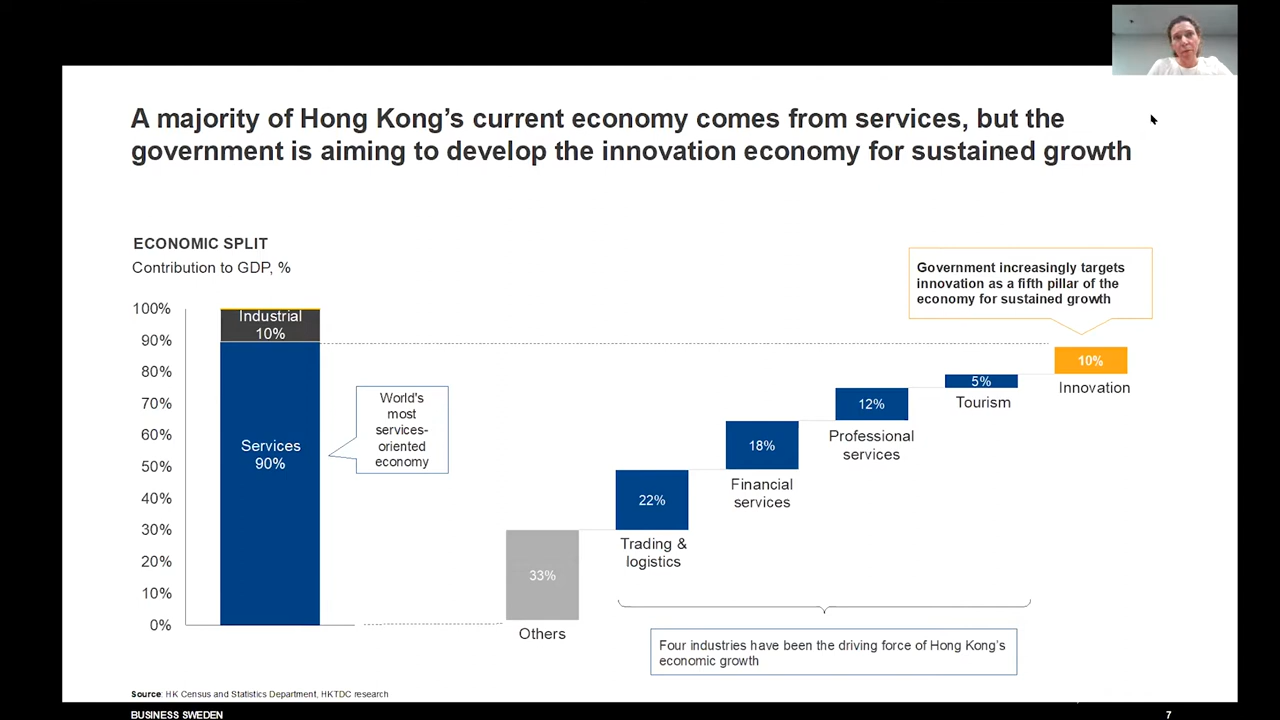 A majority of Hong Kong's current economy comes from services, but the
government is aiming to develop the innovation economy for sustained growth
ECONOMIC SPLIT
Contribution to GDP, %
Government increasingly targets
innovation as a fifth pillar of the
economy for sustained growth
100%
90%
80%
70%
60%
50%
40%
30%
20%
10%
0%
Industrial
10%
Services
90%
World's
most
services-
oriented
economy
33%
Others
22%
Trading &
logistics
18%
Financial
services
12%
Professional
services
5%
Tourism
10%
Innovation
Four industries have been the driving force of Hong Kong's
economic growth
Source: HK Census and Statistics Department, HKTDC research
BUSINESS SWEDEN
7